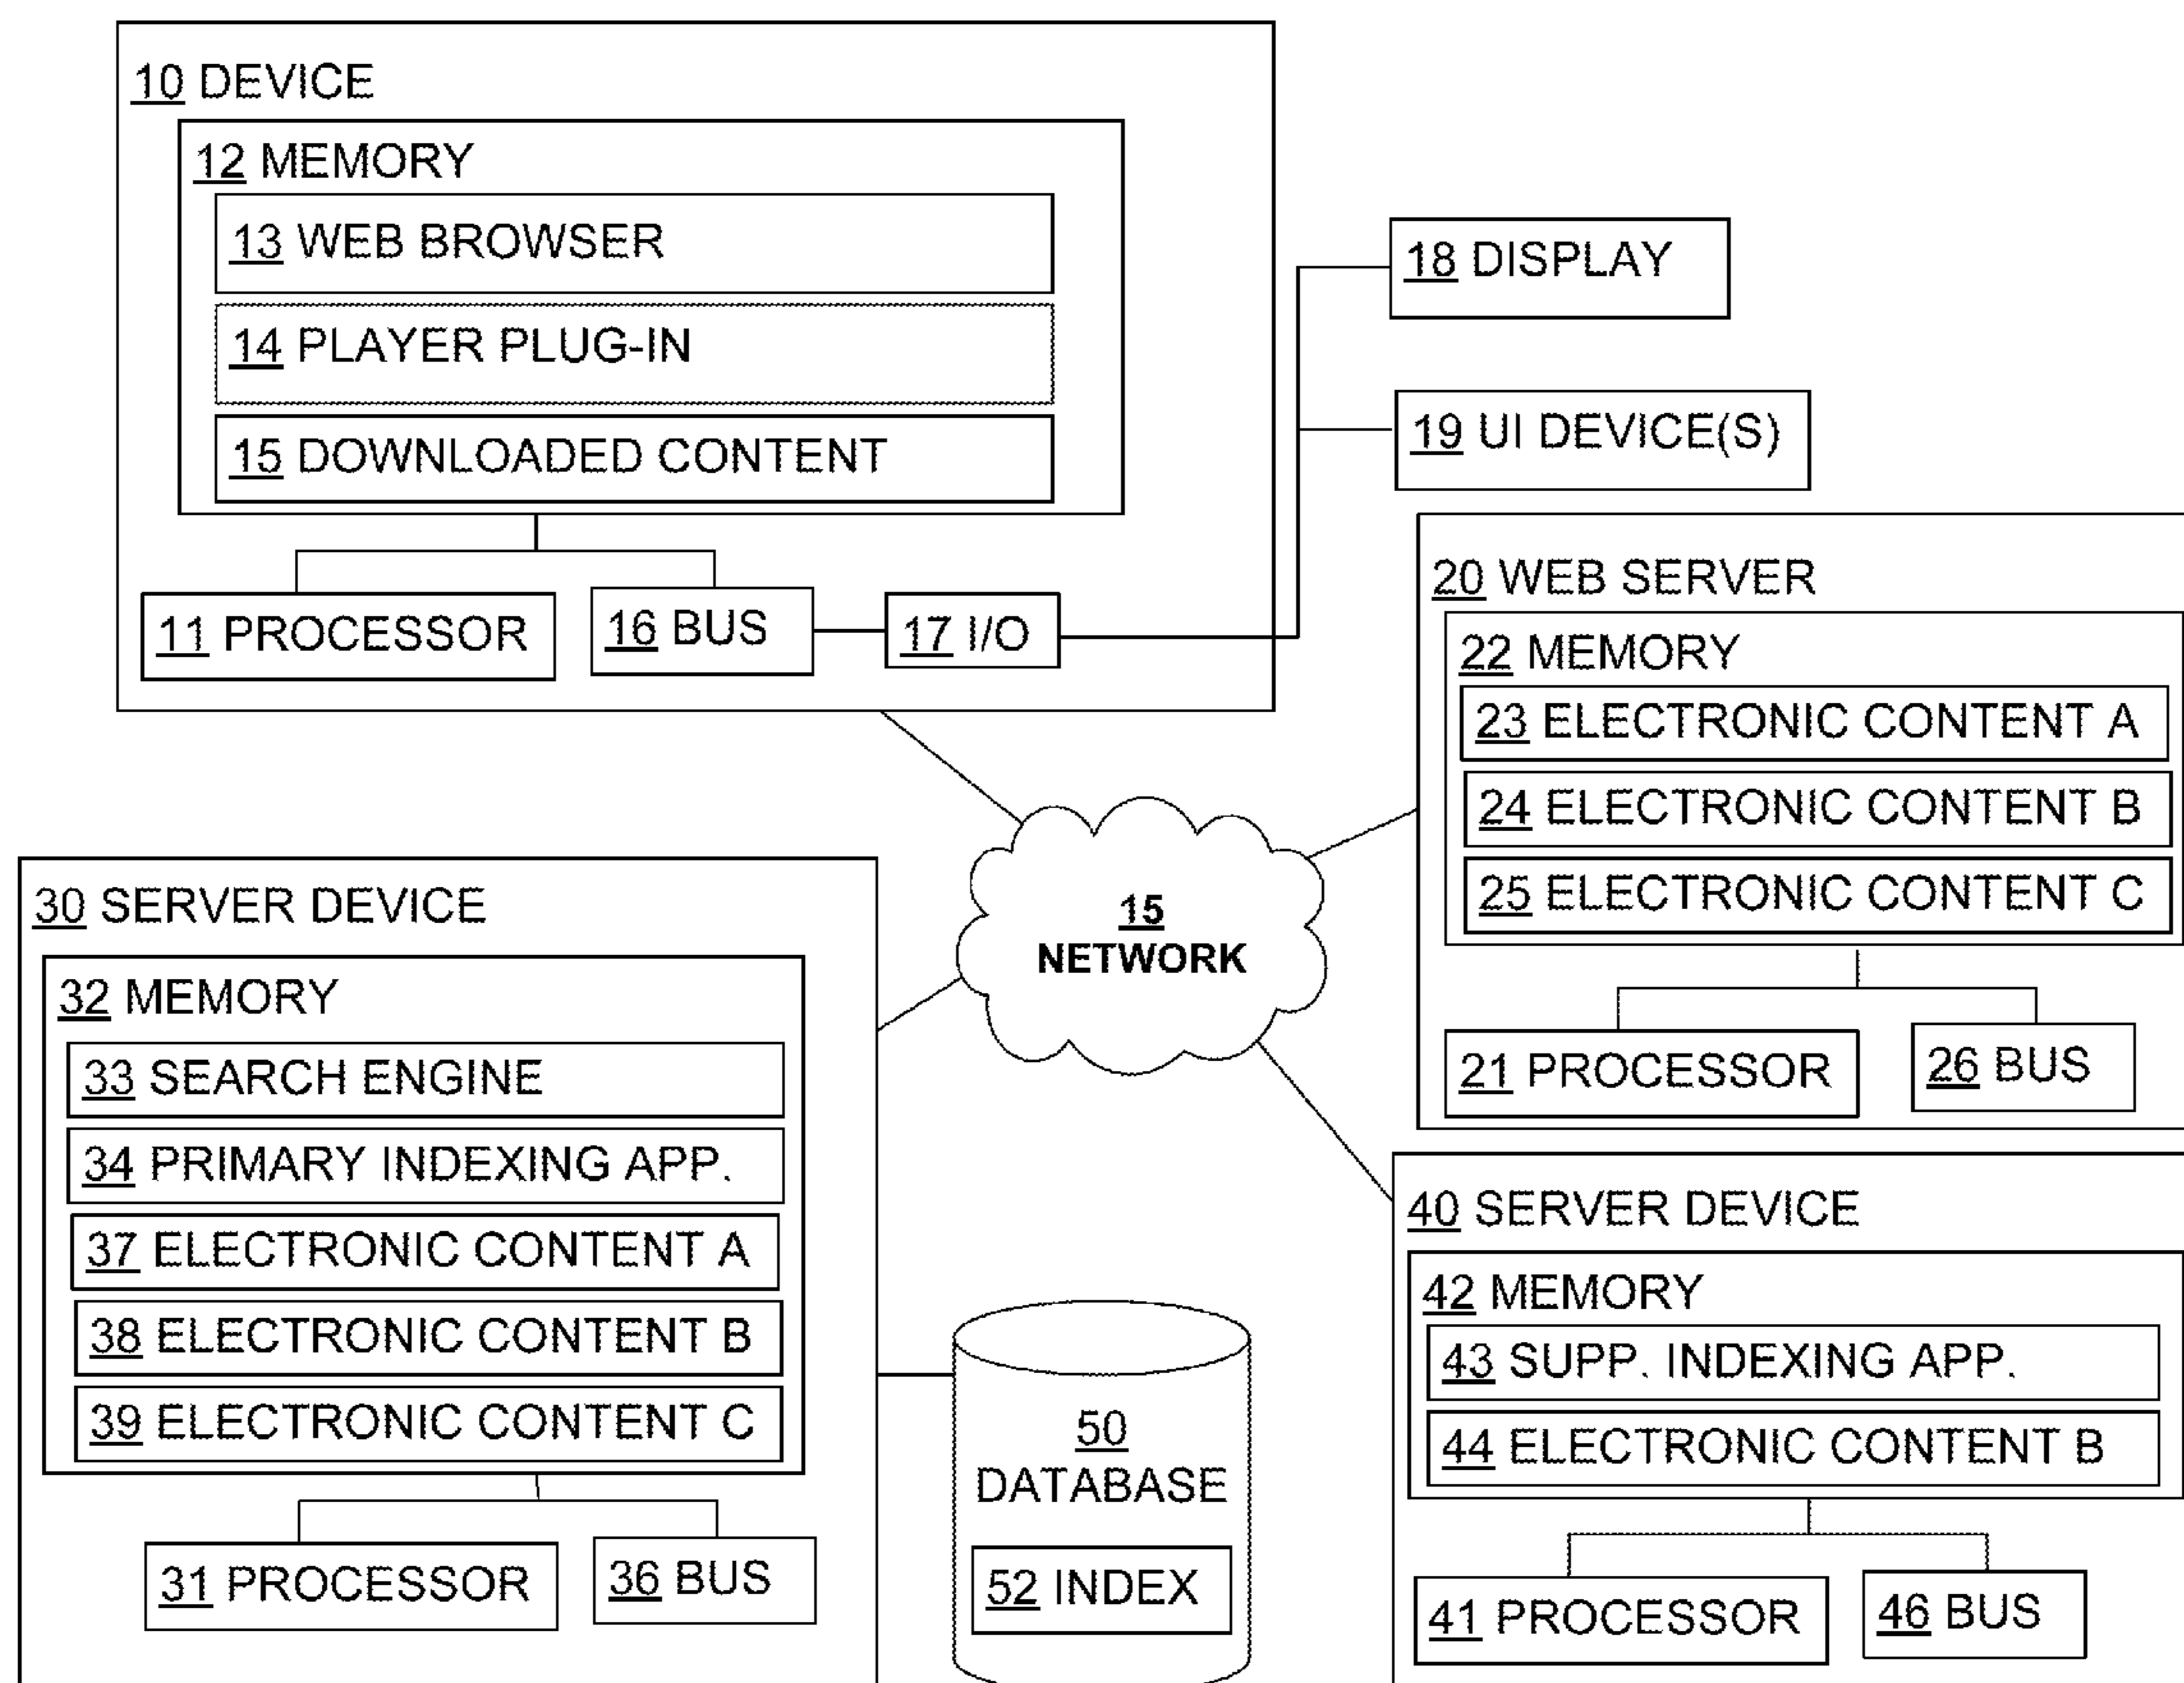 10 DEVICE
12 MEMORY
13 WEB BROWSER
14 PLAYER PLUG-IN
15 DOWNLOADED CONTENT
11 PROCESSOR
16 BUS
17 I/O
18 DISPLAY
19 UI DEVICE(S)
20 WEB SERVER
22 MEMORY
23 ELECTRONIC CONTENT A
24 ELECTRONIC CONTENT B
25 ELECTRONIC CONTENT C
21 PROCESSOR
26 BUS
15
NETWORK
30 SERVER DEVICE
32 MEMORY
33 SEARCH ENGINE
34 PRIMARY INDEXING APP.
37 ELECTRONIC CONTENT A
38 ELECTRONIC CONTENT B
39 ELECTRONIC CONTENT C
31 PROCESSOR
36 BUS
50
DATABASE
52 INDEX
40 SERVER DEVICE
42 MEMORY
43 SUPP. INDEXING APP.
44 ELECTRONIC CONTENT B
41 PROCESSOR
46 BUS